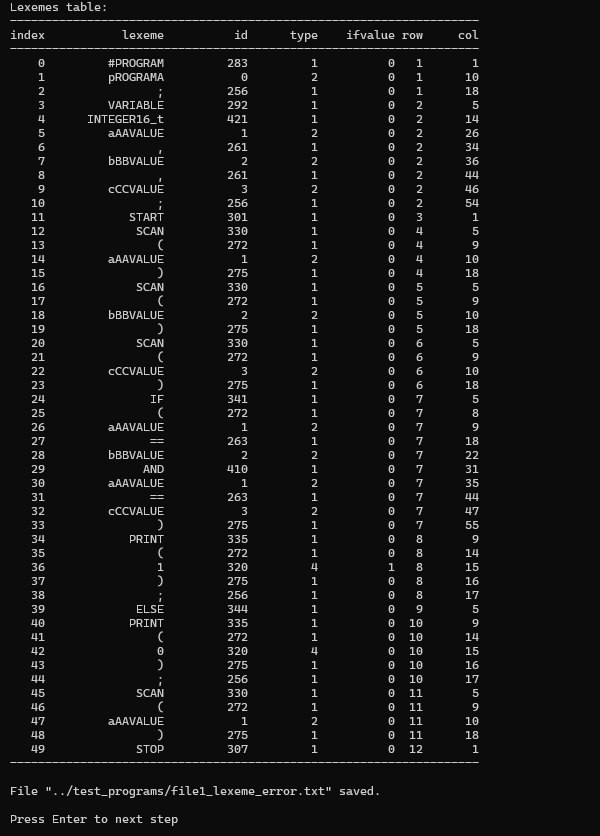 Lexemes table:
index lexeme id type ifvalue row col
0 #PROGRAM 283 1 0 1 1
1 pROGRAMA 0 2 0 1 10
2 ; 256 1 0 1 18
3 VARIABLE 292 1 0 2 5
4 INTEGER16_t 421 1 0 2 14
5 aAAVALUE 1 2 0 2 26
6 , 261 1 0 2 34
7 bBBVALUE 2 2 0 2 36
8 , 261 1 0 2 44
9 cCCVALUE 3 2 0 2 46
10 ; 256 1 0 2 54
11 START 301 1 0 3 1
12 SCAN 330 1 0 4 5
13 ( 272 1 0 4 9
14 aAAVALUE 1 2 0 4 10
15 ) 275 1 0 4 18
16 SCAN 330 1 0 5 5
17 ( 272 1 0 5 9
18 bBBVALUE 2 2 0 5 10
19 ) 275 1 0 5 18
20 SCAN 330 1 0 6 5
21 ( 272 1 0 6 9
22 cCCVALUE 3 2 0 6 10
23 ) 275 1 0 6 18
24 IF 341 1 0 7 5
25 ( 272 1 0 7 8
26 aAAVALUE 1 2 0 7 9
27 == 263 1 0 7 18
28 bBBVALUE 2 2 0 7 22
29 AND 410 1 0 7 31
30 aAAVALUE 1 2 0 7 35
31 == 263 1 0 7 44
32 cCCVALUE 3 2 0 7 47
33 ) 275 1 0 7 55
34 PRINT 335 1 0 8 9
35 ( 272 1 0 8 14
36 1 320 4 1 8 15
37 ) 275 1 0 8 16
38 ; 256 1 0 8 17
39 ELSE 344 1 0 9 5
40 PRINT 335 1 0 10 9
41 ( 272 1 0 10 14
42 0 320 4 0 10 15
43 ) 275 1 0 10 16
44 ; 256 1 0 10 17
45 SCAN 330 1 0 11 5
46 ( 272 1 0 11 9
47 aAAVALUE 1 2 0 11 10
48 ) 275 1 0 11 18
49 STOP 307 1 0 12 1
File "../test_programs/file1_lexeme_error.txt" saved.
Press Enter to next step